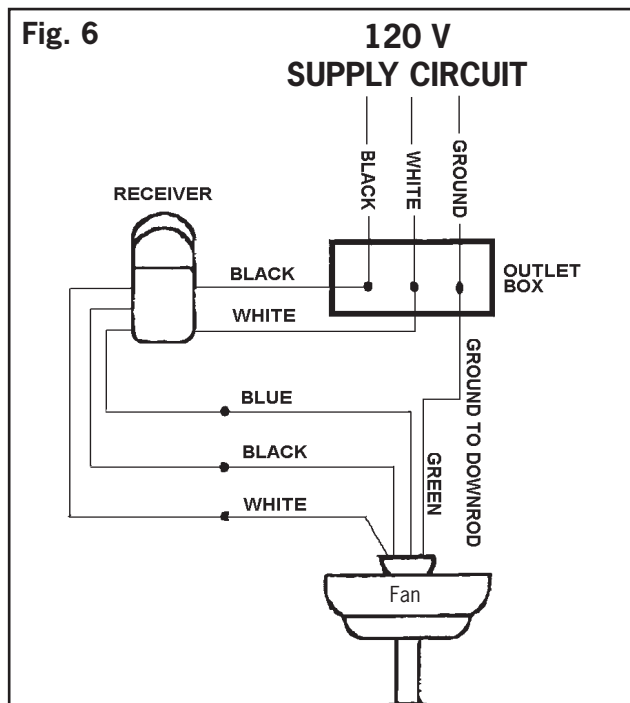 Fig. 6
120 V
SUPPLY CIRCUIT
BLACK
WHITE
GROUND
RECEIVER
BLACK
OUTLET
BOX
WHITE
BLUE
BLACK
WHITE
GREEN
GROUND TO DOWNROD
Fan